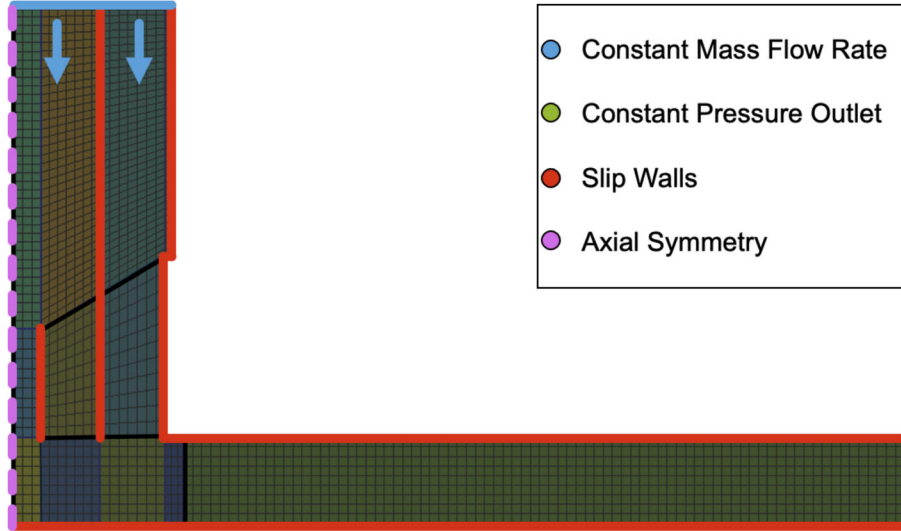 Constant Mass Flow Rate
Constant Pressure Outlet
Slip Walls
Axial Symmetry